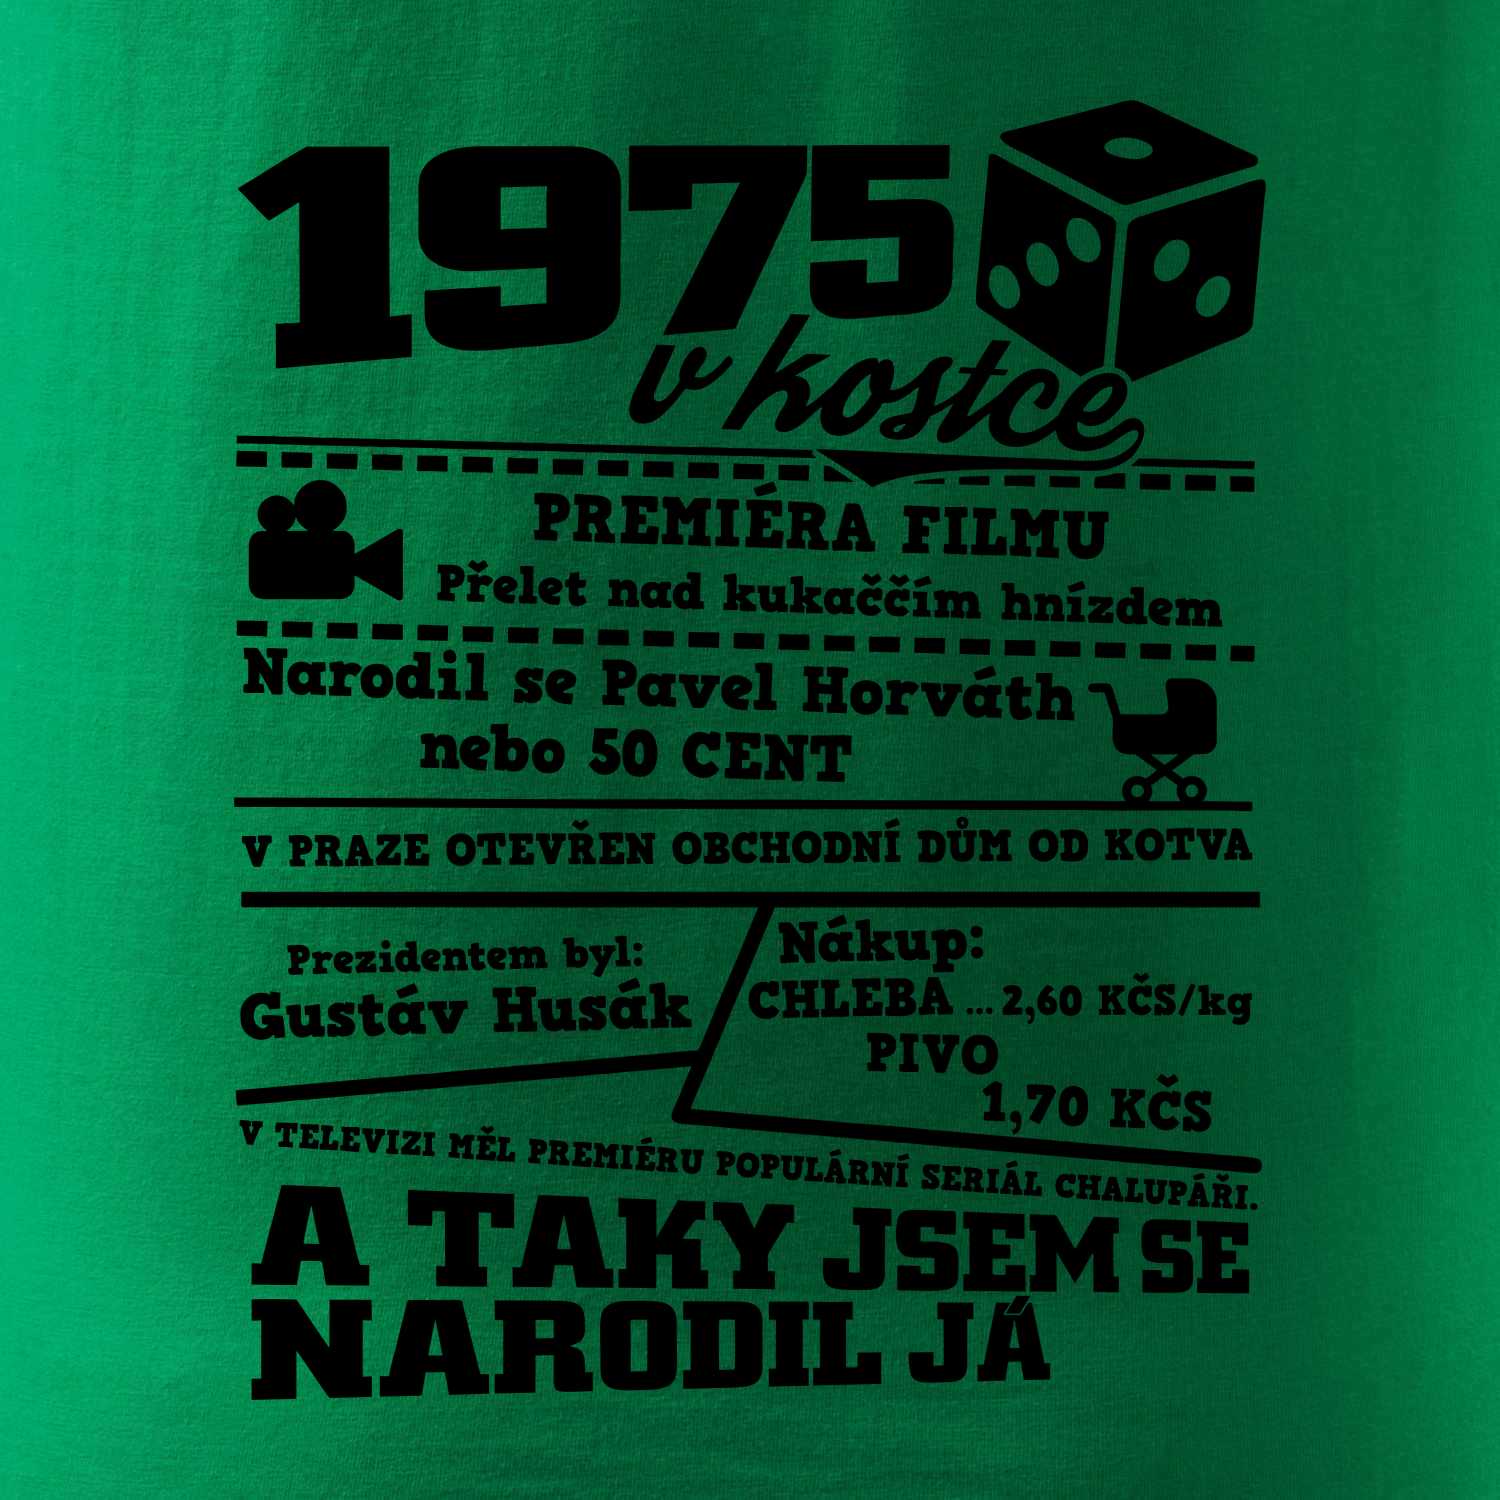 1975
v kostce
PREMIÉRA FILMU
Přelet nad kukaččím hnízdem
Narodil se Pavel Horváth
nebo 50 CENT
V PRAZE OTEVŘEN OBCHODNÍ DŮM OD KOTVA
Prezidentem byl:
Gustáv Husák
Nákup:
CHLEBA ... 2,60 KČS/kg
PIVO
1,70 KČS
V TELEVIZI MĚL PREMIÉRU POPULÁRNÍ SERIÁL CHALUPÁŘI.
A TAKY JSEM SE
NARODIL JÁ